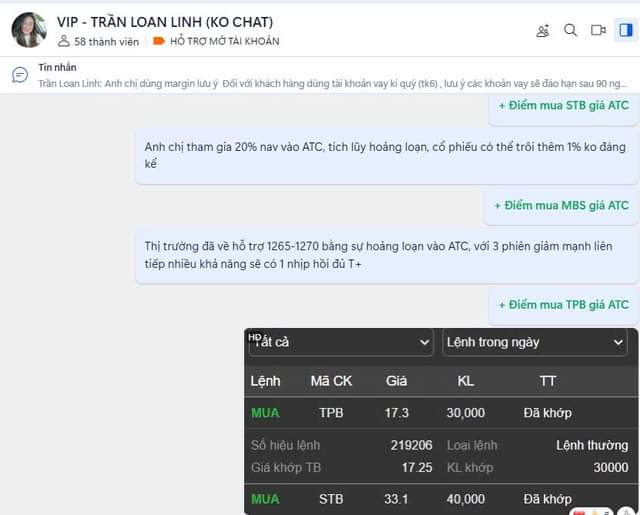 VIP - TRẦN LOAN LINH (KO CHAT)
58 thành viên | HỖ TRỢ MỞ TÀI KHOẢN
Tin nhắn
Trần Loan Linh: Anh chị dùng margin lưu ý Đối với khách hàng dùng tài khoản vay kí quỹ (tk6) , lưu ý các khoản vay sẽ đáo hạn sau 90 ng...
+ Điểm mua STB giá ATC
Anh chị tham gia 20% nav vào ATC, tích lũy hoảng loạn, cổ phiếu có thể trôi thêm 1% ko đáng
kể
+ Điểm mua MBS giá ATC
Thị trường đã về hỗ trợ 1265-1270 bằng sự hoảng loạn vào ATC, với 3 phiên giảm mạnh liên
tiếp nhiều khả năng sẽ có 1 nhịp hồi đủ T+
+ Điểm mua TPB giá ATC
HD
Tất cả Lệnh trong ngày
Lệnh Mã CK Giá KL TT
MUA TPB 17.3 30,000 Đã khớp
Số hiệu lệnh 219206 Loại lệnh Lệnh thường
Giá khớp TB 17.25 KL khớp 30000
MUA STB 33.1 40,000 Đã khớp